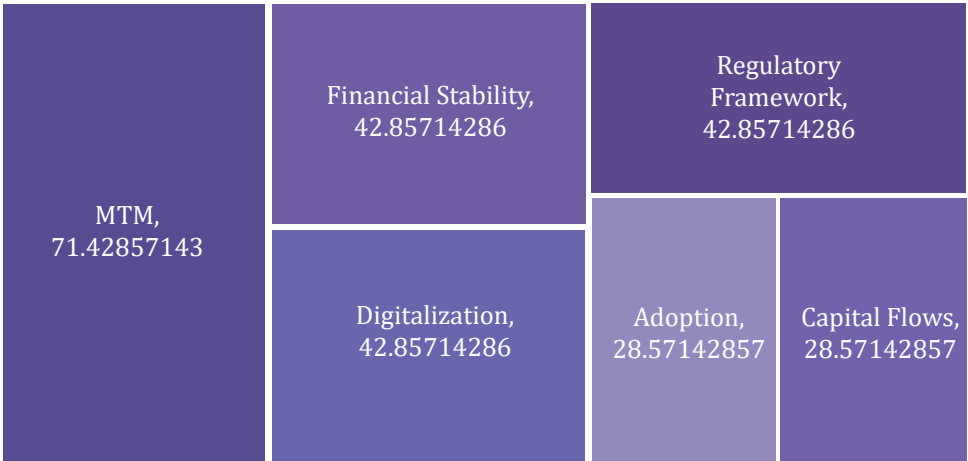 MTM,
71.42857143
Financial Stability,
42.85714286
Digitalization,
42.85714286
Regulatory
Framework,
42.85714286
Adoption,
28.57142857
Capital Flows,
28.57142857